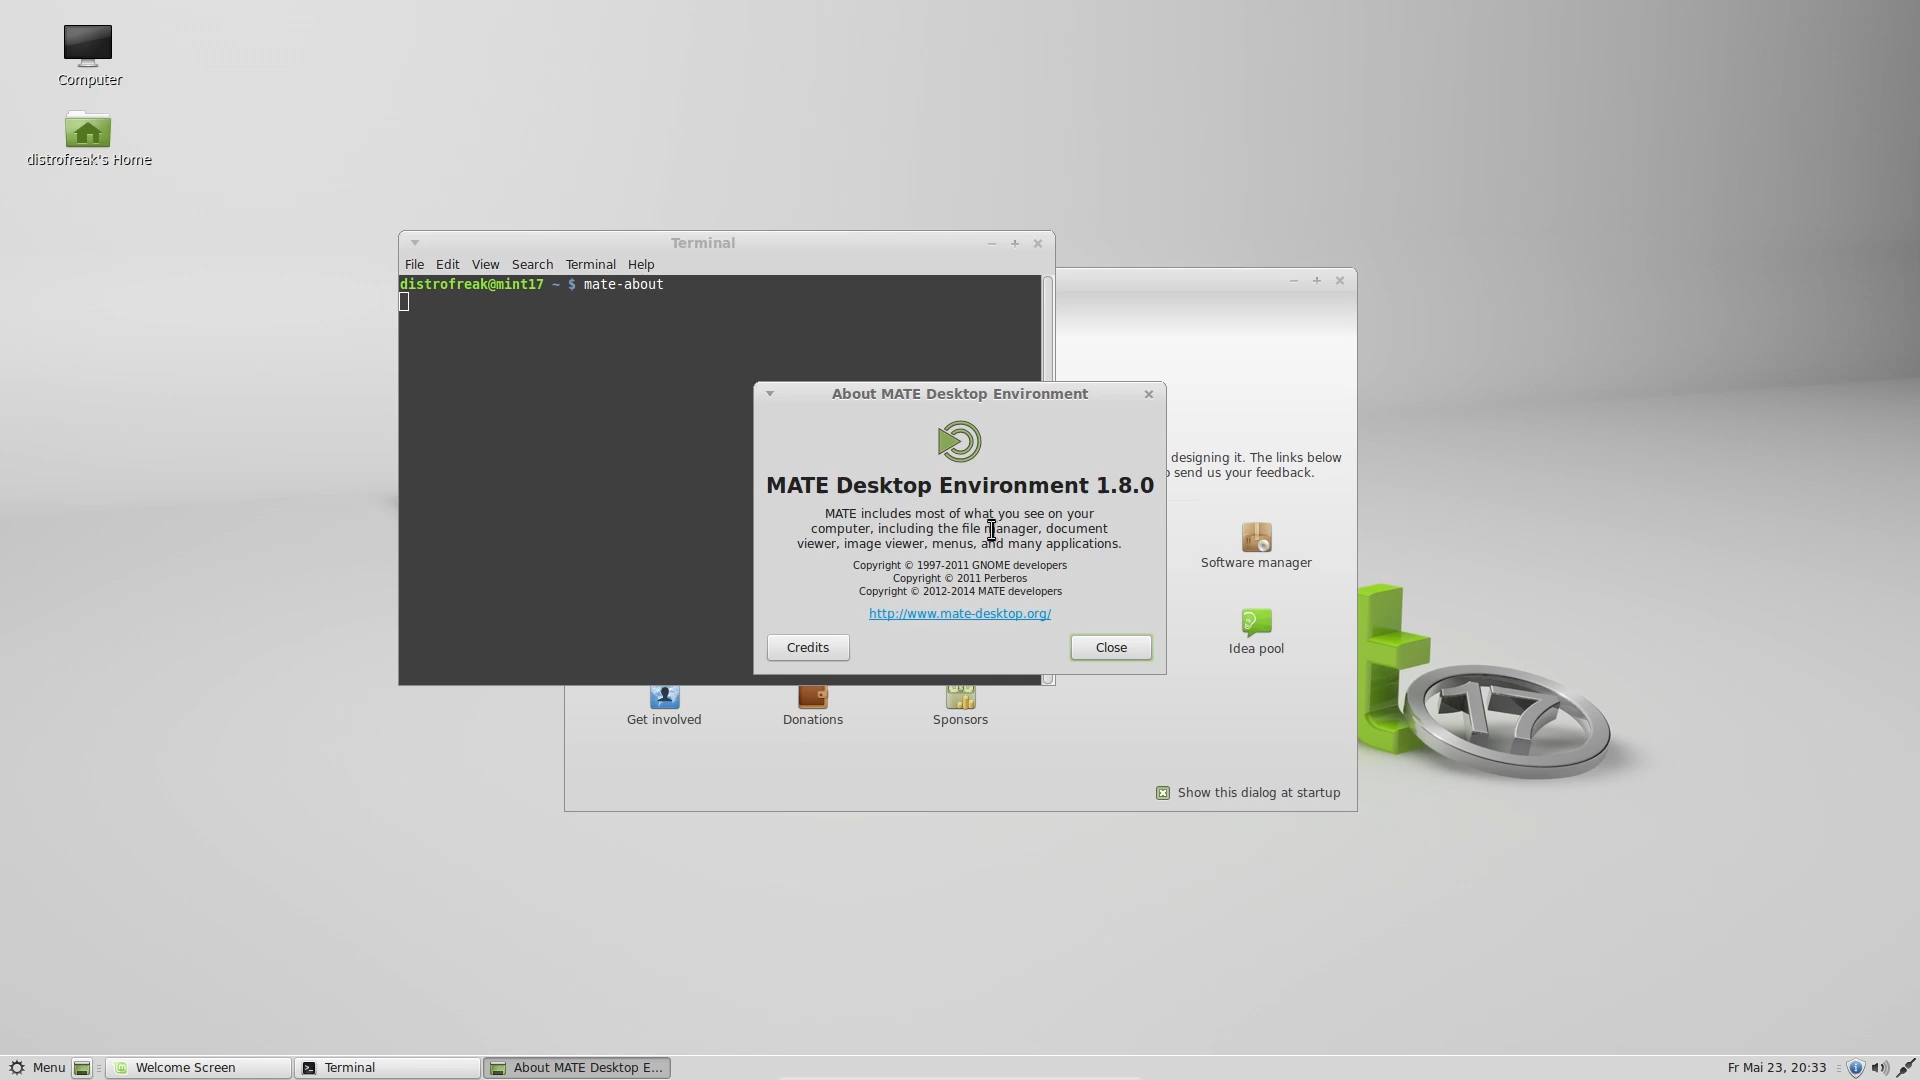 Computer
distrofreak's Home
Terminal
File Edit View Search Terminal Help
distrofreak@mint17 ~ $ mate-about
About MATE Desktop Environment
MATE Desktop Environment 1.8.0
MATE includes most of what you see on your
computer, including the file manager, document
viewer, image viewer, menus, and many applications.
Copyright © 1997-2011 GNOME developers
Copyright © 2011 Perberos
Copyright © 2012-2014 MATE developers
http://www.mate-desktop.org/
Credits
Close
designing it. The links below
send us your feedback.
Software manager
Idea pool
Get involved
Donations
Sponsors
Show this dialog at startup
17
Menu
Welcome Screen
Terminal
About MATE Desktop E...
Fr Mai 23, 20:33